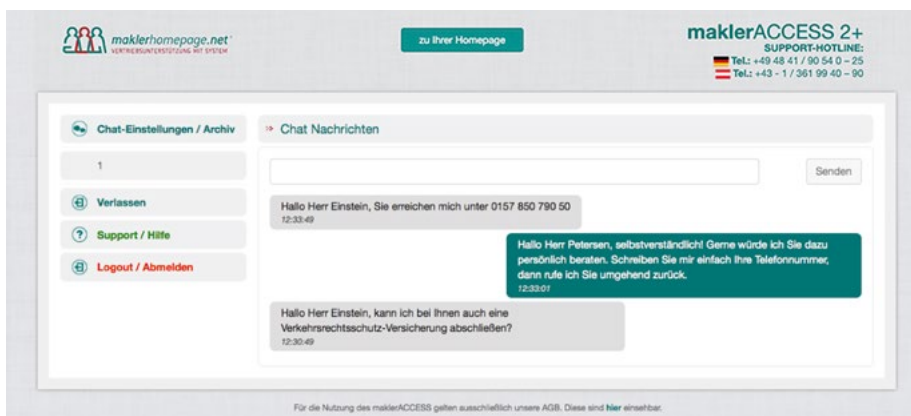 maklerhomepage.net
VERTRIEBSUNTERSTÜTZUNG MIT SYSTEM
zu Ihrer Homepage
maklerACCESS 2+
SUPPORT-HOTLINE:
Tel.: +49 48 41 / 90 54 0 – 25
Tel.: +43 - 1 / 361 99 40 – 90
Chat-Einstellungen / Archiv
1
Verlassen
Support / Hilfe
Logout / Abmelden
Chat Nachrichten
Senden
Hallo Herr Einstein, Sie erreichen mich unter 0157 850 790 50
12:33:49
Hallo Herr Petersen, selbstverständlich! Gerne würde ich Sie dazu
persönlich beraten. Schreiben Sie mir einfach Ihre Telefonnummer,
dann rufe ich Sie umgehend zurück.
12:33:01
Hallo Herr Einstein, kann ich bei Ihnen auch eine
Verkehrsrechtsschutz-Versicherung abschließen?
12:30:49
Für die Nutzung des maklerACCESS gelten ausschließlich unsere AGB. Diese sind hier einsehbar.